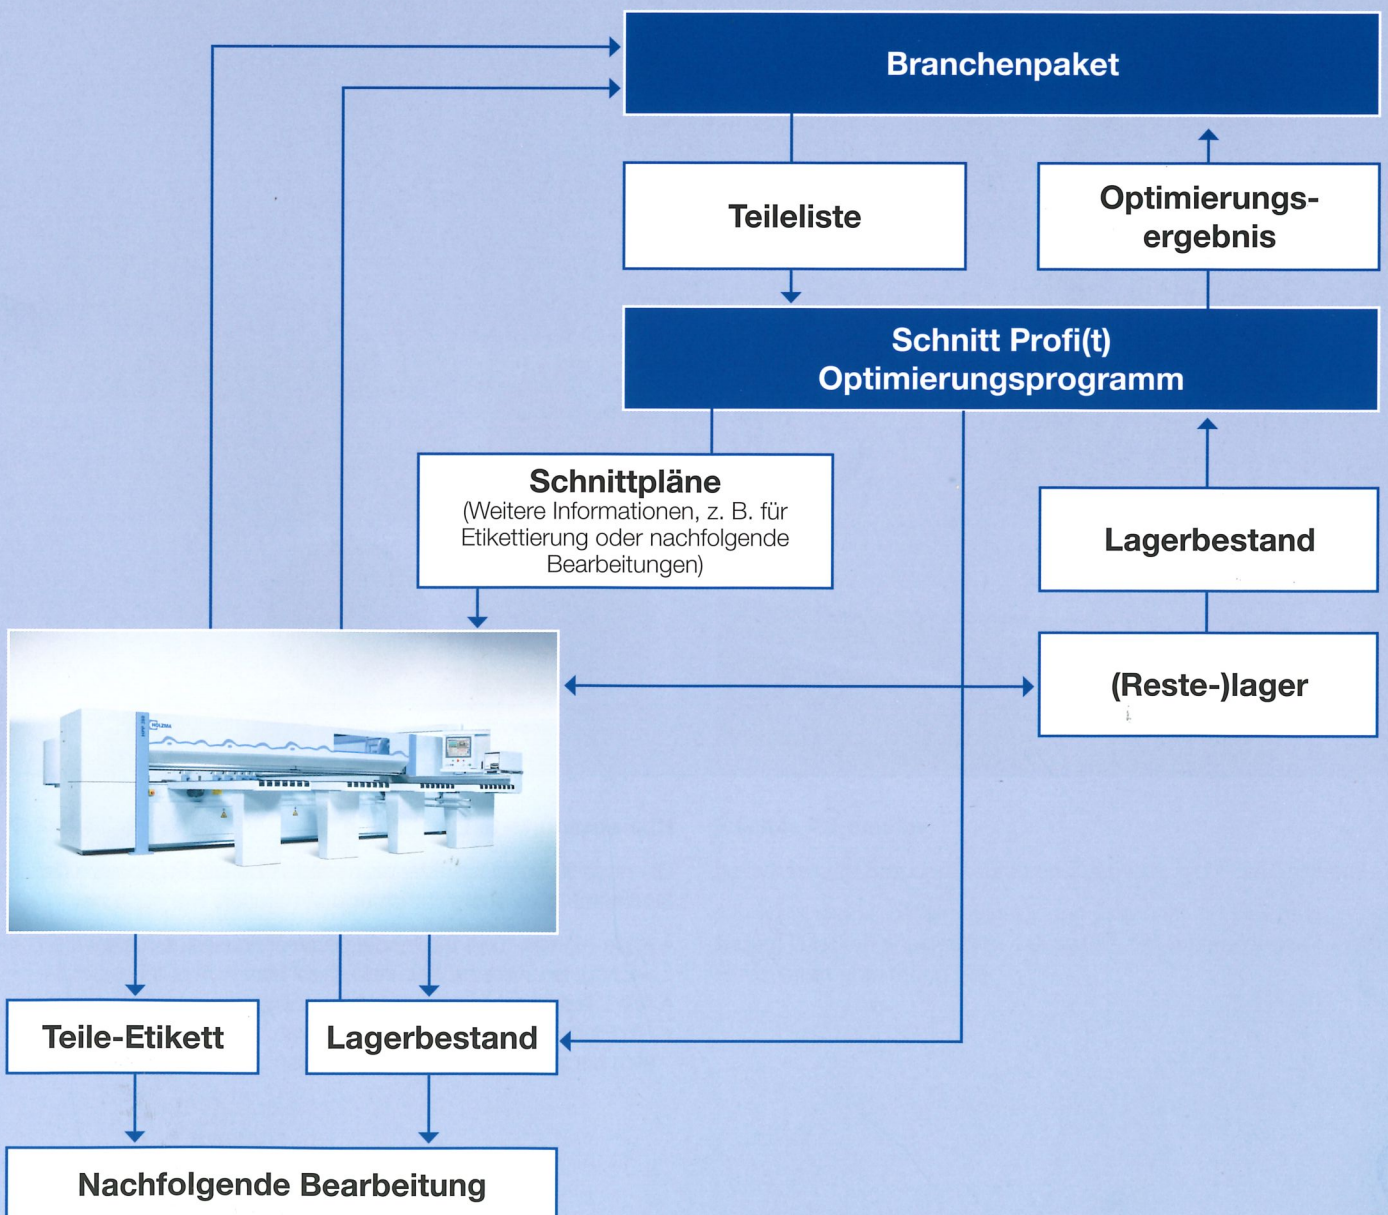 Branchenpaket
Teileliste
Optimierungs-
ergebnis
Schnitt Profi(t)
Optimierungsprogramm
Schnittpläne
(Weitere Informationen, z. B. für
Etikettierung oder nachfolgende
Bearbeitungen)
Lagerbestand
(Reste-)lager
HOLZMA
Teile-Etikett
Lagerbestand
Nachfolgende Bearbeitung